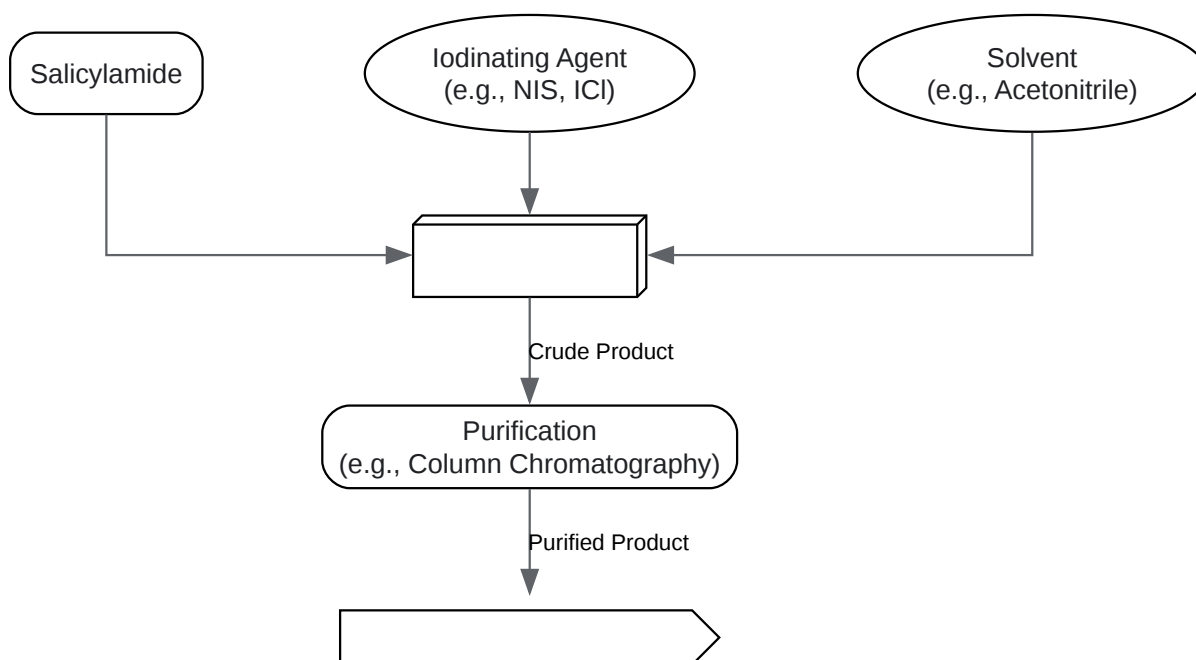 Salicylamide
Iodinating Agent
(e.g., NIS, ICl)
Solvent
(e.g., Acetonitrile)
Crude Product
Purification
(e.g., Column Chromatography)
Purified Product